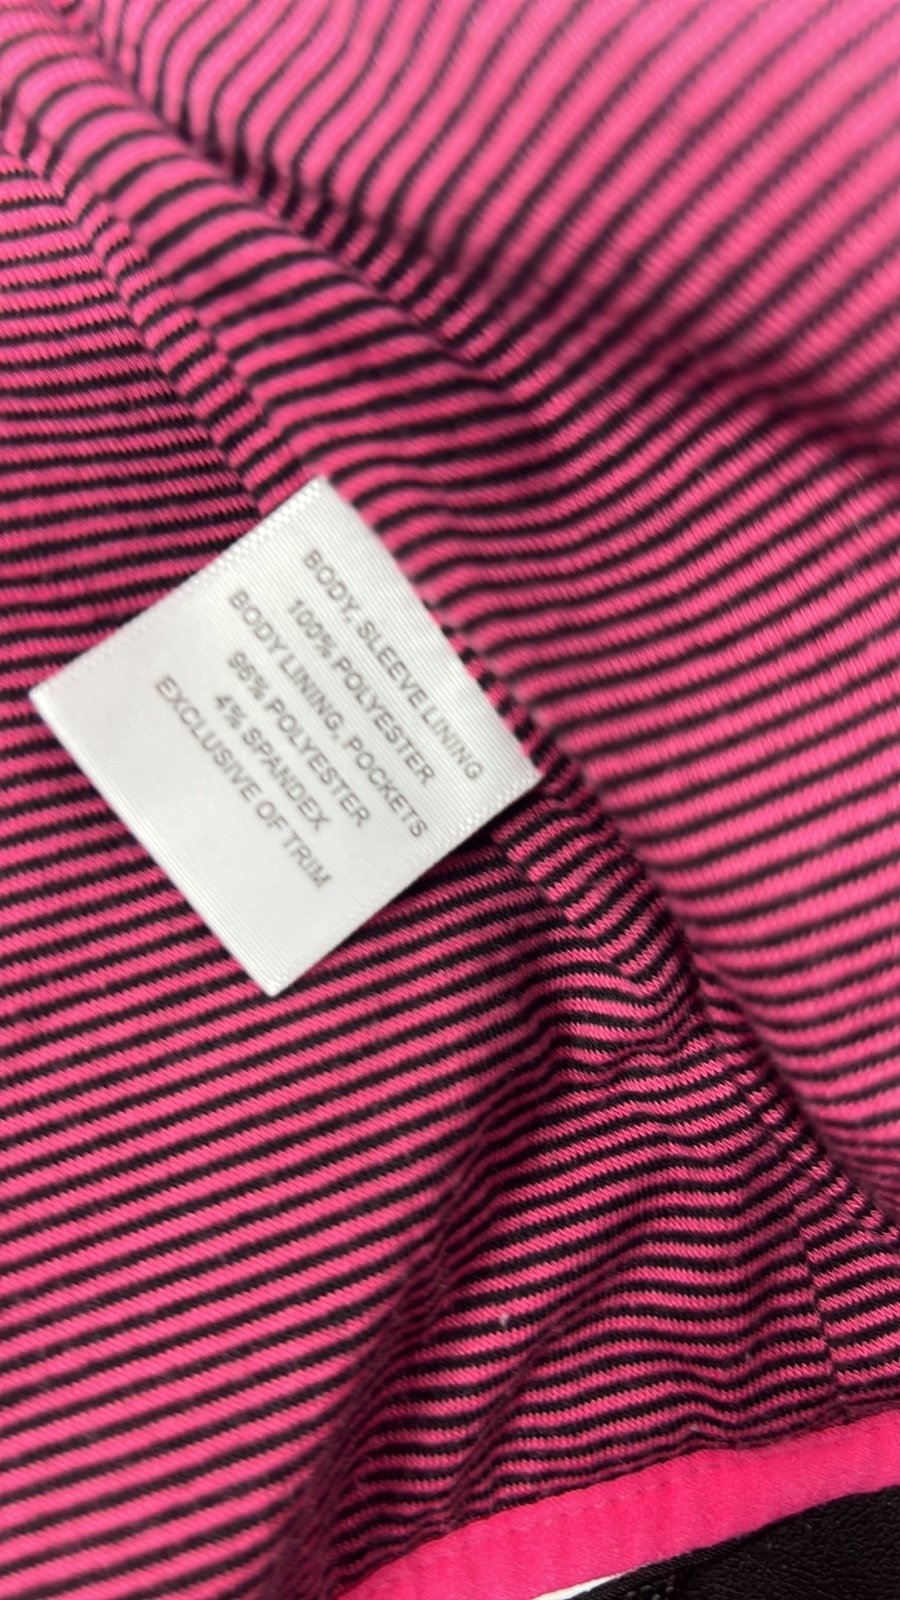 BODY, SLEEVE LINING
100% POLYESTER
BODY LINING, POCKETS
96% POLYESTER
4% SPANDEX
EXCLUSIVE OF TRIM